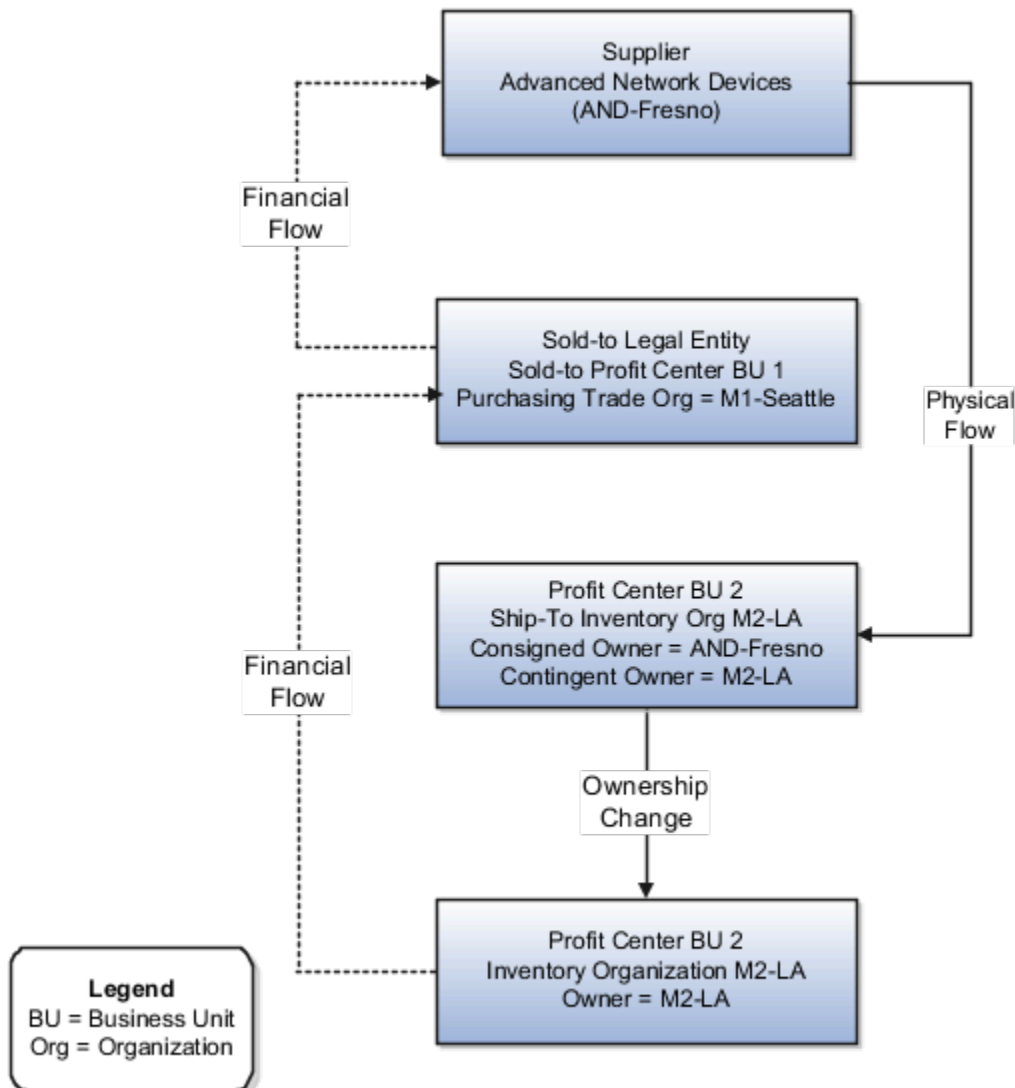 Supplier
Advanced Network Devices
(AND-Fresno)
Financial
Flow
Sold-to Legal Entity
Sold-to Profit Center BU 1
Purchasing Trade Org = M1-Seattle
Physical
Flow
Profit Center BU 2
Ship-To Inventory Org M2-LA
Consigned Owner = AND-Fresno
Contingent Owner = M2-LA
Financial
Flow
Ownership
Change
Profit Center BU 2
Inventory Organization M2-LA
Owner = M2-LA
Legend
BU = Business Unit
Org = Organization